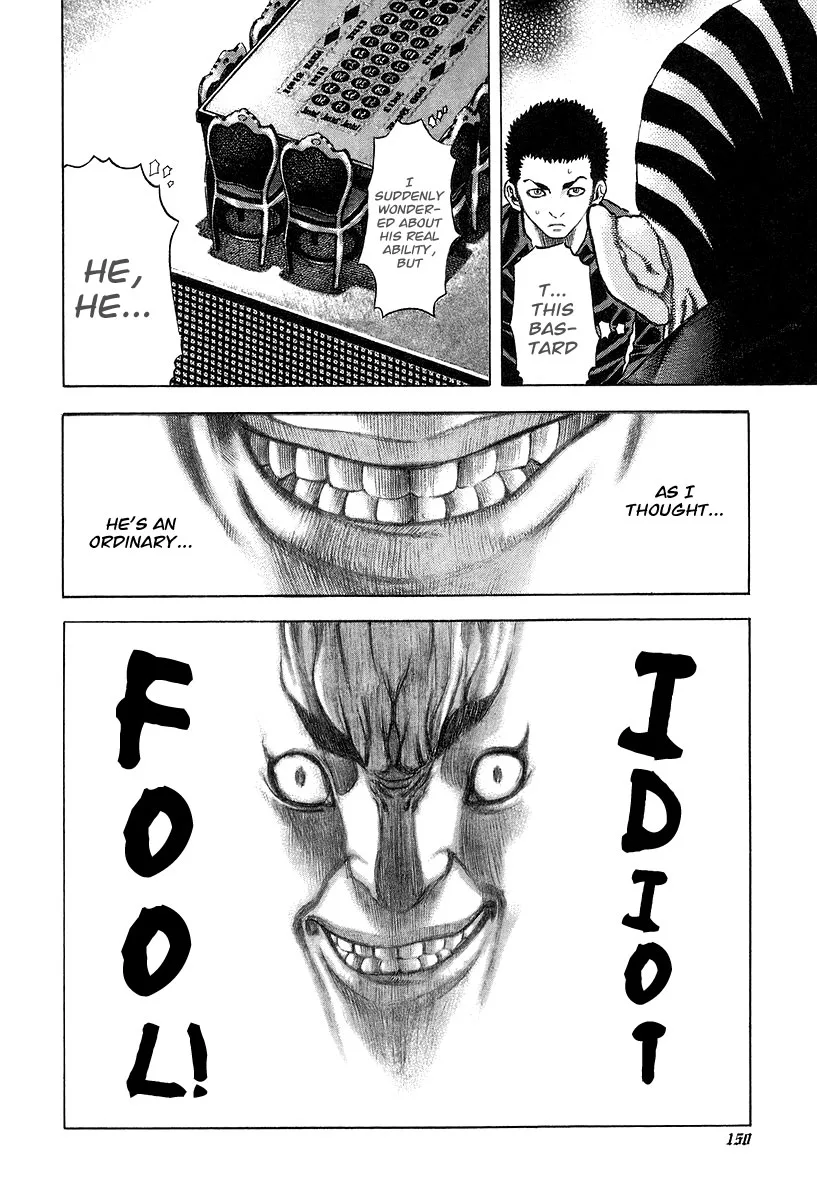 T...
THIS
BAS-
TARD
I
SUDDENLY
WONDER-
ED ABOUT
HIS REAL
ABILITY,
BUT
HE,
HE...
AS I
THOUGHT...
HE'S AN
ORDINARY...
IDIOT
FOOL!
150